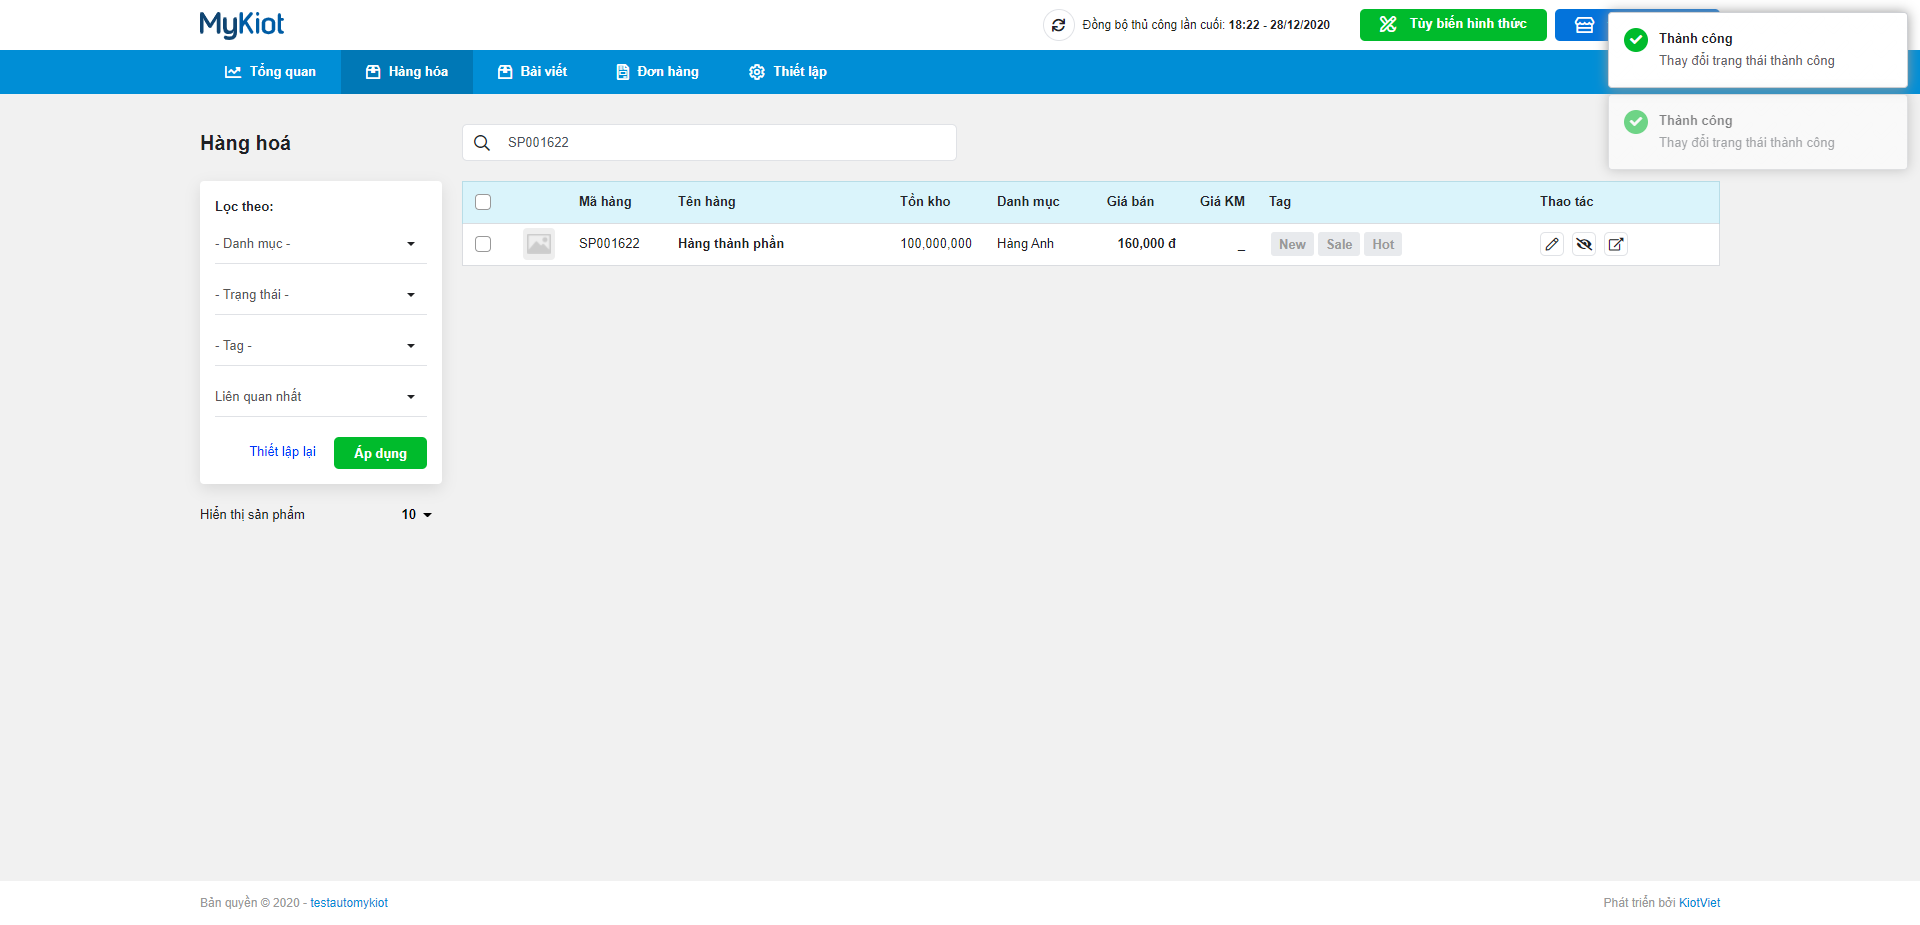 MyKiot
Đồng bộ thủ công lần cuối: 18:22 - 28/12/2020
Tùy biến hình thức
Thành công
Thay đổi trạng thái thành công
Tổng quan
Hàng hóa
Bài viết
Đơn hàng
Thiết lập
Thành công
Thay đổi trạng thái thành công
Hàng hoá
SP001622
Lọc theo:
- Danh mục -
- Trạng thái -
- Tag -
Liên quan nhất
Thiết lập lại
Áp dụng
Hiển thị sản phẩm
10
Mã hàng Tên hàng Tồn kho Danh mục Giá bán Giá KM Tag Thao tác
SP001622 Hàng thành phần 100,000,000 Hàng Anh 160,000 đ _ New Sale Hot
Bản quyền © 2020 - testautomykiot
Phát triển bởi KiotViet